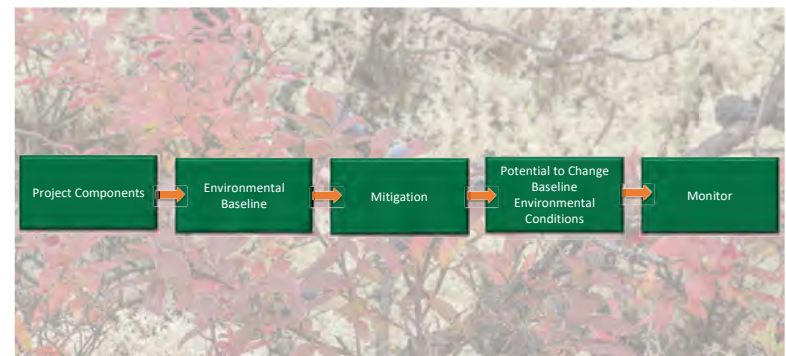 Project Components
Environmental
Baseline
Mitigation
Potential to Change
Baseline
Environmental
Conditions
Monitor